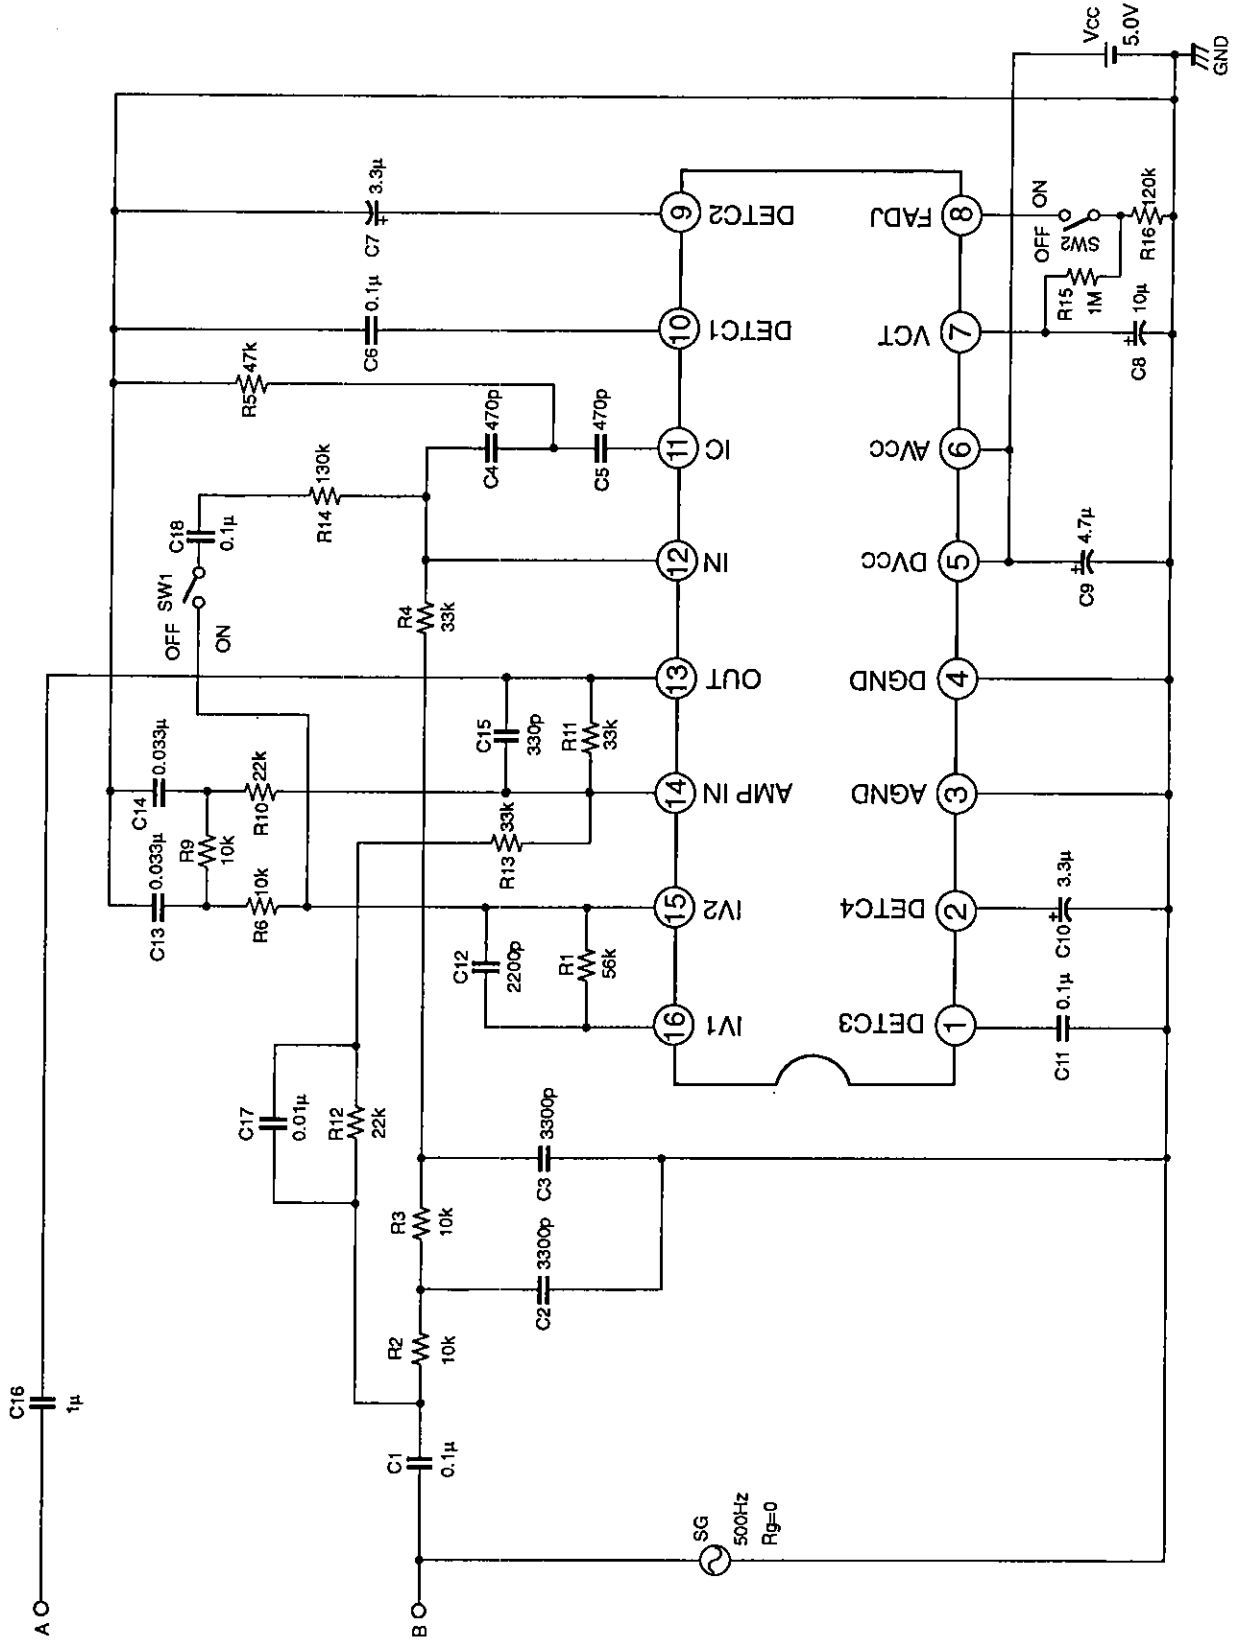 A
C16
1μ
B
C1
0.1μ
SG
500Hz
Rg=0
R2
10k
C2
3300p
R3
10k
C3
3300p
C17
0.01μ
R12
22k
C12
2200p
R1
56k
C13
0.033μ
R6
10k
R9
10k
C14
0.033μ
R10
22k
R13
33k
C15
330p
R11
33k
OFF
SW1
ON
C18
0.1μ
R14
130k
R4
33k
C4
470p
C5
470p
R5
47k
C6
0.1μ
C7
3.3μ
+
16
IV1
15
IV2
14
AMP IN
13
OUT
12
IN
11
IC
10
DETC1
9
DETC2
1
DETC3
2
DETC4
3
AGND
4
DGND
5
DVCC
6
AVCC
7
VCT
8
FADJ
C11
0.1μ
C10
3.3μ
+
C9
4.7μ
+
C8
10μ
+
R15
1M
OFF
SW2
ON
R16
120k
Vcc
5.0V
GND